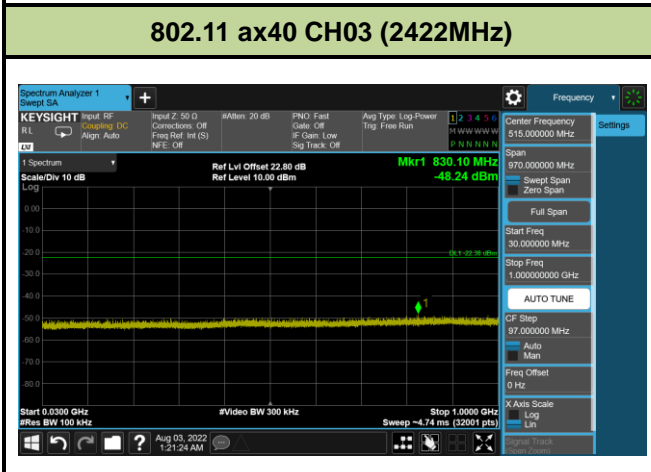 802.11 ax40 CH03 (2422MHz)
Spectrum Analyzer 1
Swept SA
+
Frequency
KEYSIGHT
RL
LXI
Input: RF
Coupling: DC
Align: Auto
Input Z: 50 Ω
Corrections: Off
Freq Ref: Int (S)
NFE: Off
#Atten: 20 dB
PNO: Fast
Gate: Off
IF Gain: Low
Sig Track: Off
Avg Type: Log-Power
Trig: Free Run
1 2 3 4 5 6
M W W W W W
P N N N N N
Center Frequency
515.000000 MHz
Settings
1 Spectrum
Scale/Div 10 dB
Log
Ref Lvl Offset 22.80 dB
Ref Level 10.00 dBm
Mkr1 830.10 MHz
-48.24 dBm
Span
970.000000 MHz
Swept Span
Zero Span
Full Span
Start Freq
30.000000 MHz
Stop Freq
1.000000000 GHz
AUTO TUNE
CF Step
97.000000 MHz
Auto
Man
Freq Offset
0 Hz
X Axis Scale
Log
Lin
Signal Track
(Span Zoom)
0.00
-10.0
-20.0
-30.0
-40.0
-50.0
-60.0
-70.0
-80.0
1
Start 0.0300 GHz
#Res BW 100 kHz
#Video BW 300 kHz
Stop 1.0000 GHz
Sweep ~4.74 ms (32001 pts)
?
Aug 03, 2022
1:21:24 AM